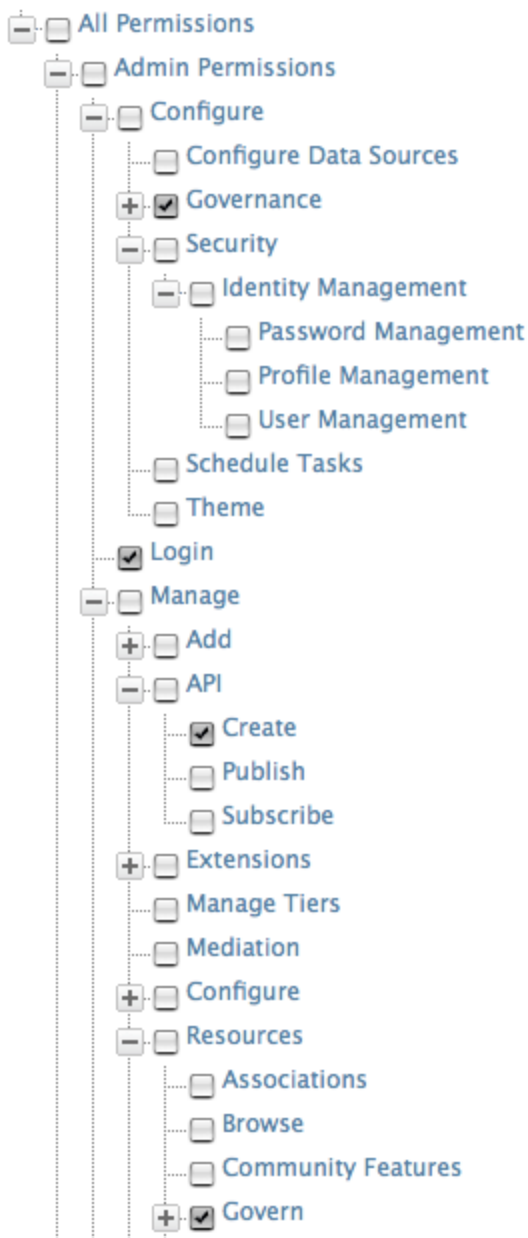 All Permissions
Admin Permissions
Configure
Configure Data Sources
Governance
Security
Identity Management
Password Management
Profile Management
User Management
Schedule Tasks
Theme
Login
Manage
Add
API
Create
Publish
Subscribe
Extensions
Manage Tiers
Mediation
Configure
Resources
Associations
Browse
Community Features
Govern